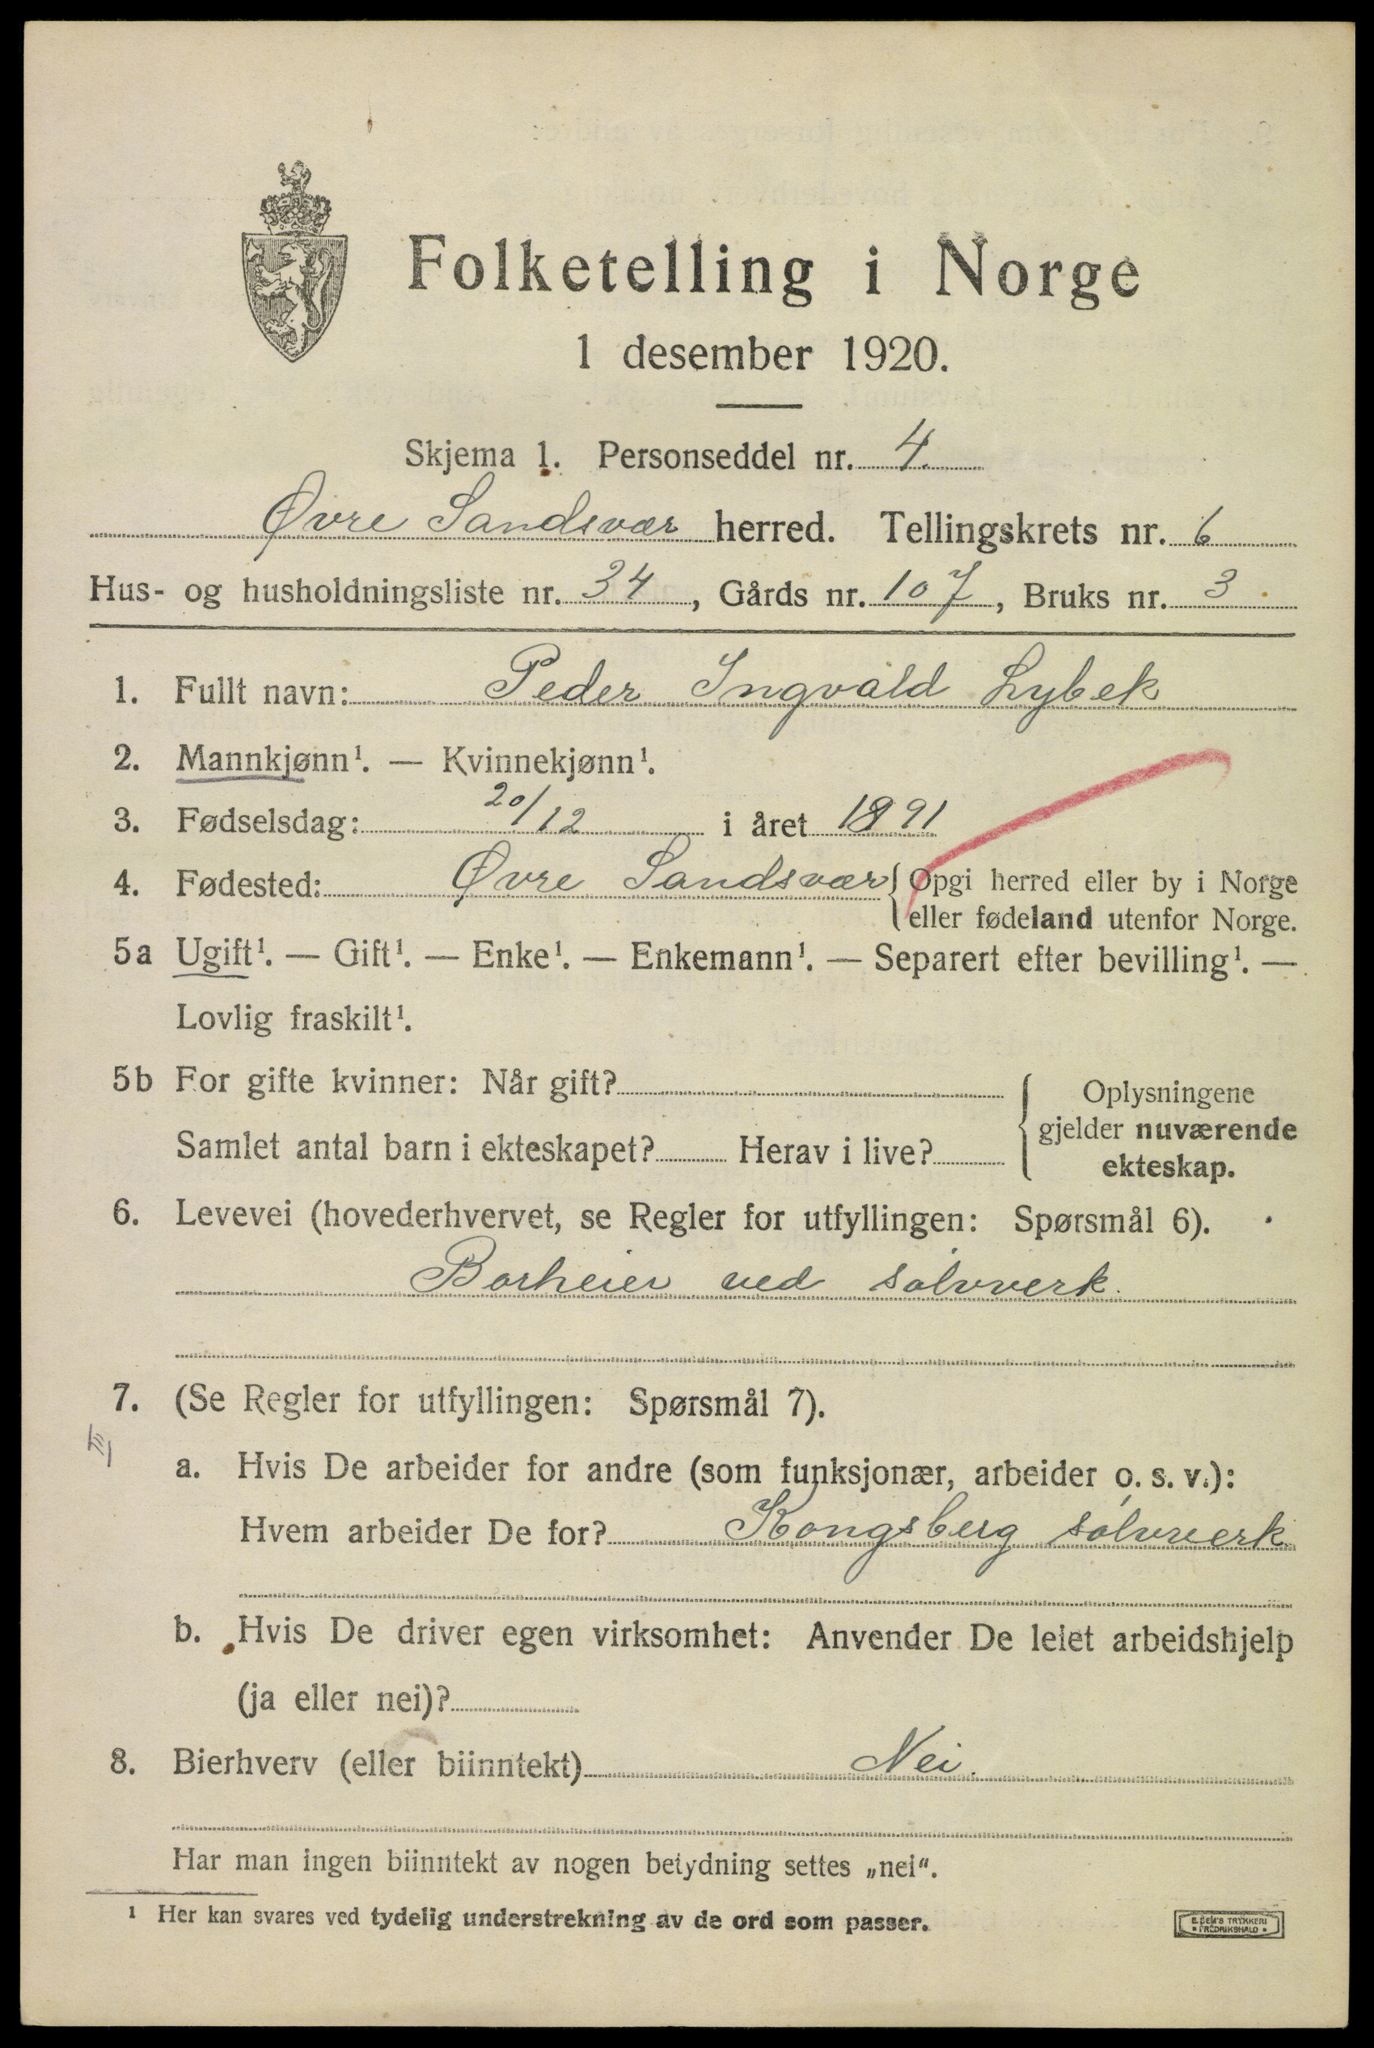 Folketelling i Norge
1 desember 1920.
Skjema 1. Personseddel nr. 4.
Øvre Sandsvær herred. Tellingskrets nr. 6
Hus- og husholdningsliste nr. 34, Gårds nr. 107, Bruks nr. 3
1. Fullt navn: Peder Ingvald Lybek
2. Mannkjønn¹. — Kvinnekjønn¹.
3. Fødselsdag: 20/12 i året 1891
4. Fødested: Øvre Sandsvær { Opgi herred eller by i Norge
eller fødeland utenfor Norge.
5a Ugift¹. — Gift¹. — Enke¹. — Enkemann¹. — Separert efter bevilling¹. —
Lovlig fraskilt¹.
5b For gifte kvinner: Når gift?
Samlet antal barn i ekteskapet? Herav i live?
Oplysningene
gjelder nuværende
ekteskap.
6. Levevei (hovederhvervet, se Regler for utfyllingen: Spørsmål 6).
Borheier ved sølvverk.
7. (Se Regler for utfyllingen: Spørsmål 7).
a. Hvis De arbeider for andre (som funksjonær, arbeider o. s. v.):
Hvem arbeider De for? Kongsberg sølvverk
b. Hvis De driver egen virksomhet: Anvender De leiet arbeidshjelp
(ja eller nei)?
8. Bierhverv (eller biinntekt) Nei.
Har man ingen biinntekt av nogen betydning settes „nei“.
¹ Her kan svares ved tydelig understrekning av de ord som passer.
E. SEM'S TRYKKERI
• FREDRIKSHALD •